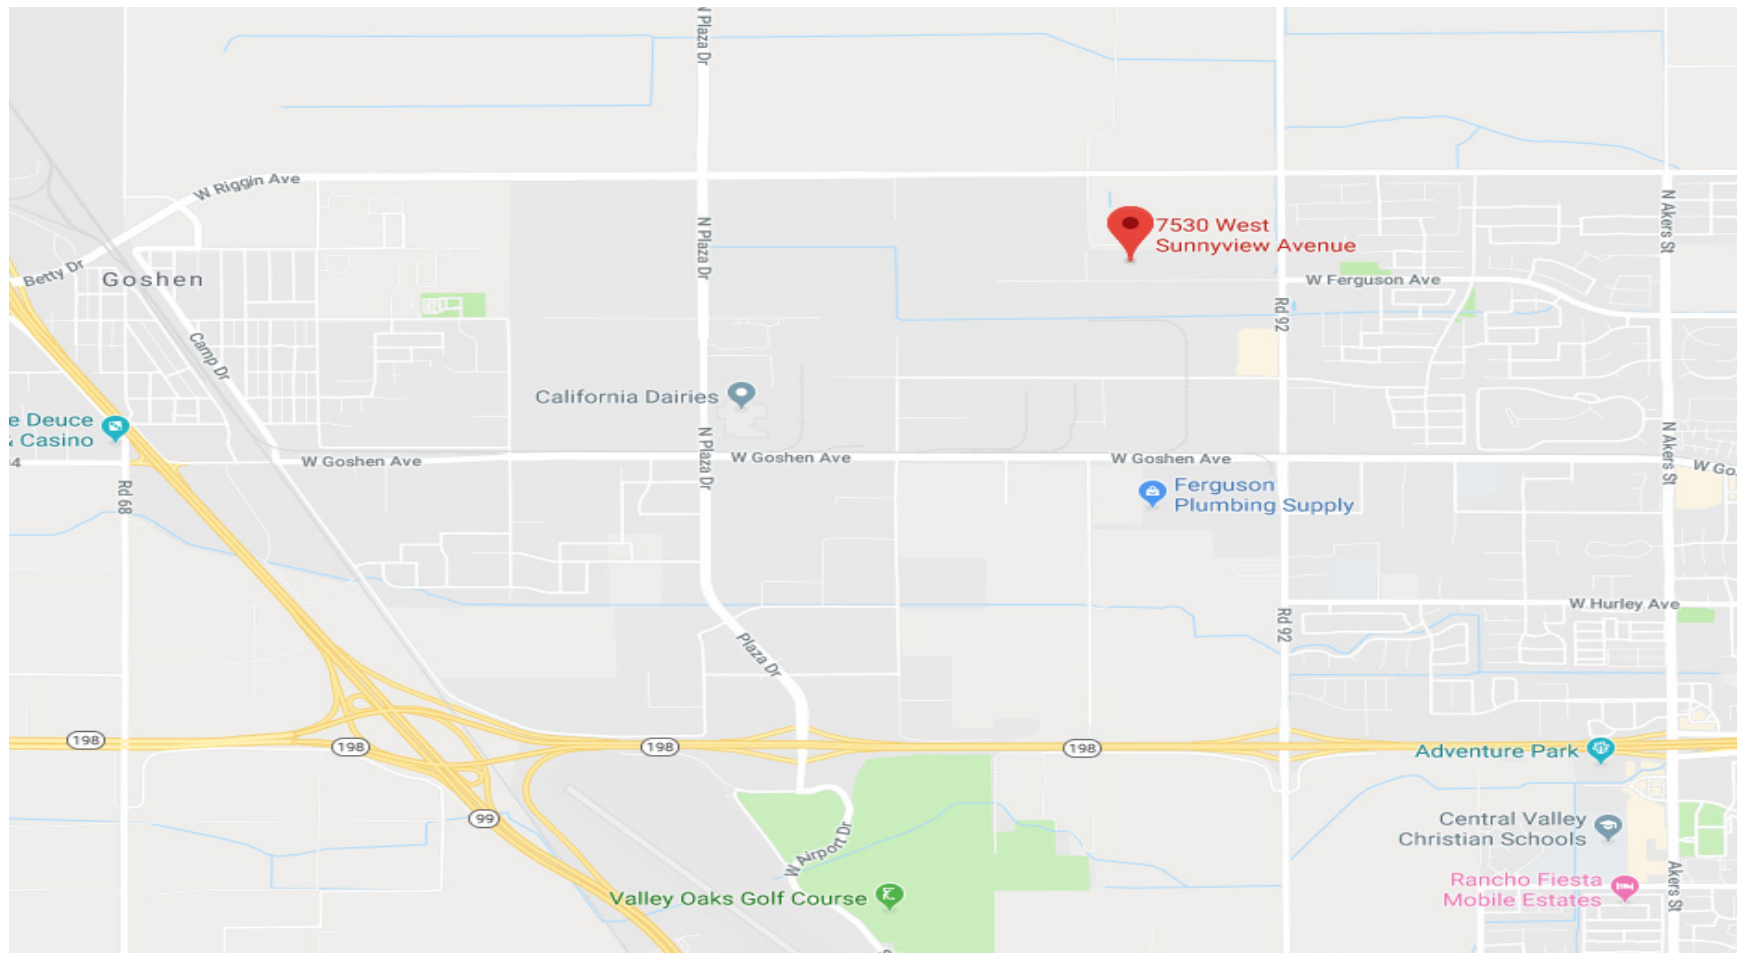 N Plaza Dr
W Riggin Ave
N Akers St
7530 West
Sunnyview Avenue
N Plaza Dr
Betty Dr
Goshen
W Ferguson Ave
Rd 92
Camp Dr
California Dairies
e Deuce
& Casino
N Plaza Dr
N Akers St
W Goshen Ave
W Goshen Ave
W Goshen Ave
W Go
Rd 68
Ferguson
Plumbing Supply
W Hurley Ave
Rd 92
Plaza Dr
198
198
198
198
Adventure Park
99
W Airport Dr
Central Valley
Christian Schools
Akers St
Valley Oaks Golf Course
Rancho Fiesta
Mobile Estates